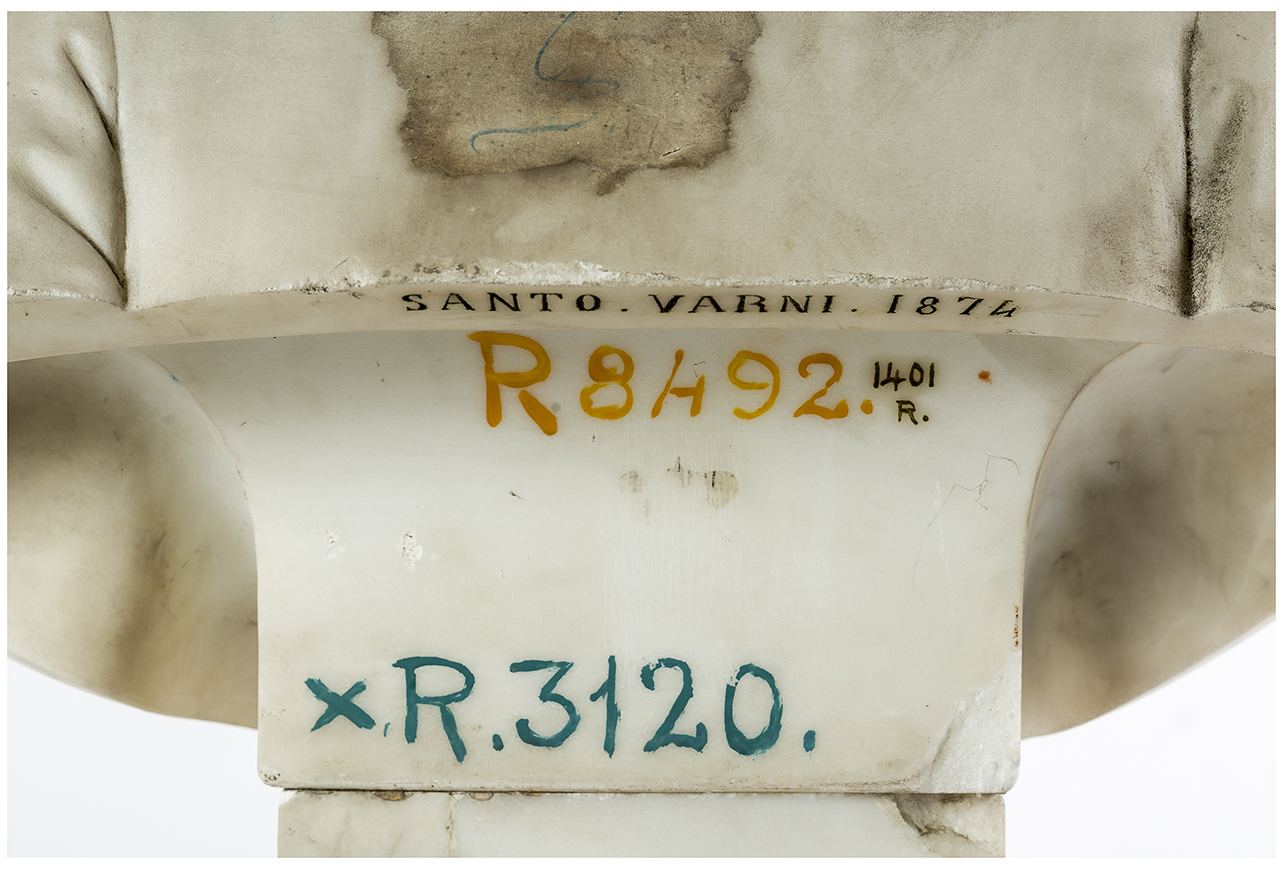 SANTO. VARNI. 1874
R 8492. 1401
R.
x R. 3120.